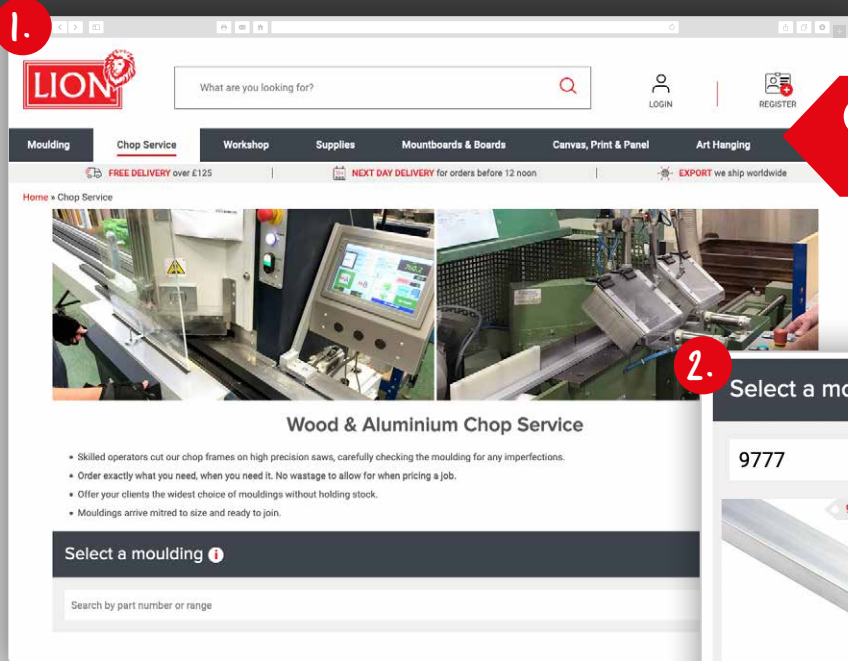 1.
LION
What are you looking for?
LOGIN
REGISTER
Moulding Chop Service Workshop Supplies Mountboards & Boards Canvas, Print & Panel Art Hanging
FREE DELIVERY over £125 NEXT DAY DELIVERY for orders before 12 noon EXPORT we ship worldwide
Home » Chop Service
Wood & Aluminium Chop Service
• Skilled operators cut our chop frames on high precision saws, carefully checking the moulding for any imperfections.
• Order exactly what you need, when you need it. No wastage to allow for when pricing a job.
• Offer your clients the widest choice of mouldings without holding stock.
• Mouldings arrive mitred to size and ready to join.
Select a moulding i
Search by part number or range
2.
Select a mo
9777